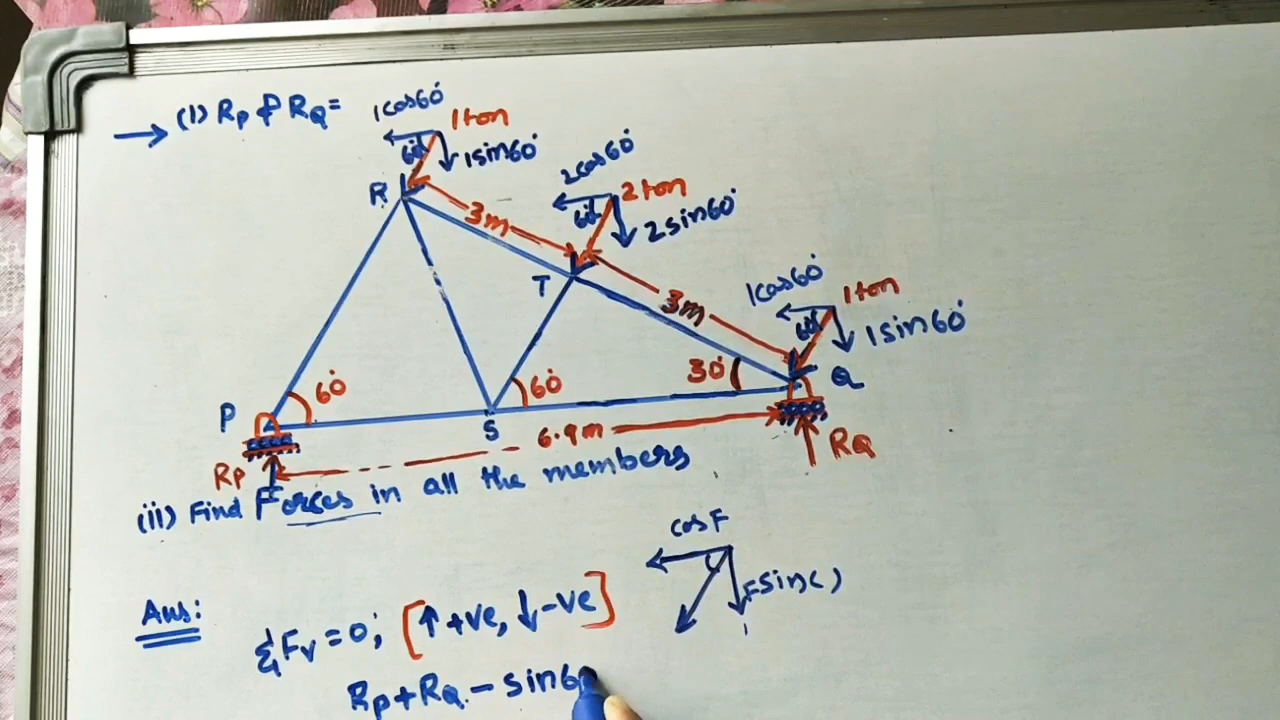 → (1) Rp & RQ =
1cos60°
1ton
60°
1sin60°
R
3m
2cos60°
2ton
60°
2sin60°
T
3m
1cos60°
1ton
60°
1sin60°
P
60°
S
60°
30°
Q
6.9m
Rp
RQ
(ii) Find Forces in all the members
cosF
Fsin( )
Ans:
ΣFv = 0; [↑ +ve, ↓ -ve]
Rp + RQ - sin6